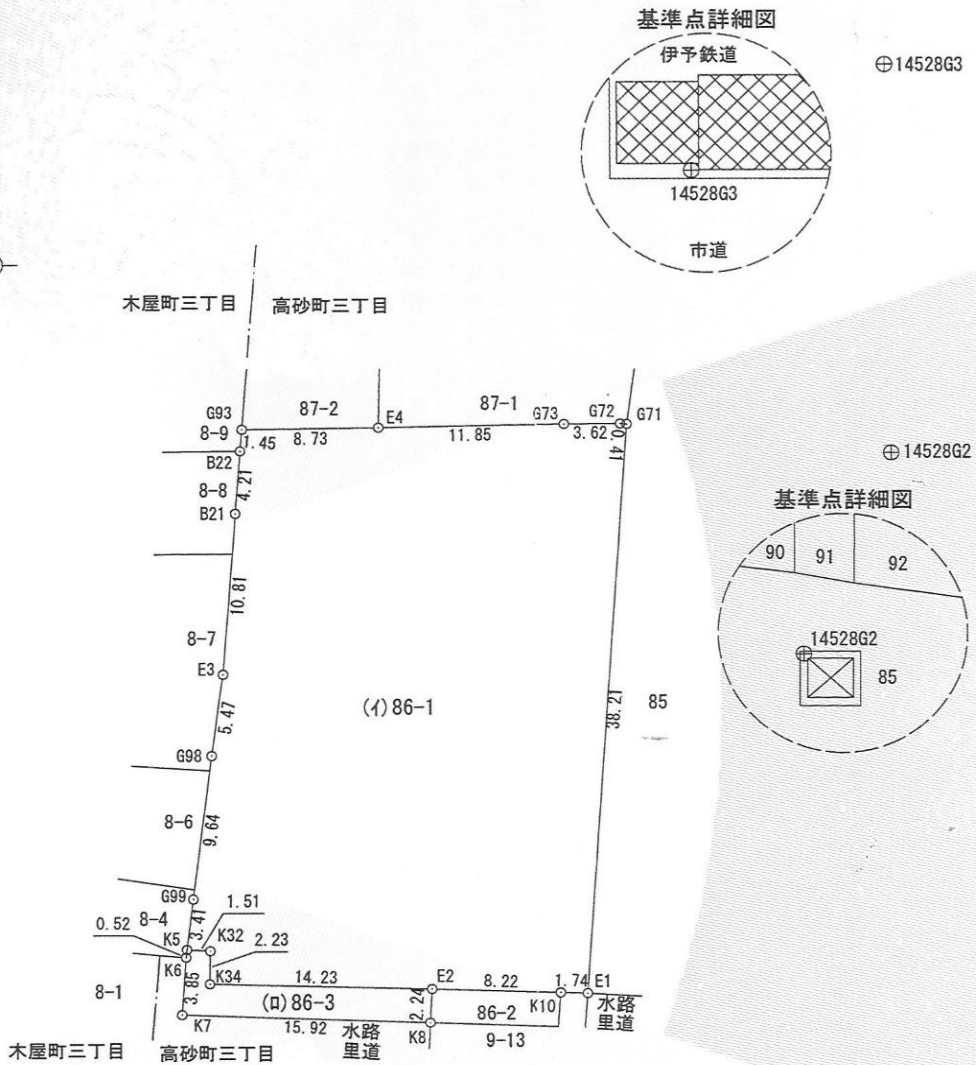 基準点詳細図
伊予鉄道
14528G3
14528G3
市道
木屋町三丁目
高砂町三丁目
G93
87-2
E4
87-1
G73
G72
G71
8-9
1.45
8.73
11.85
3.62
0.41
B22
14528G2
8-8
4.21
B21
基準点詳細図
90
91
92
10.81
8-7
14528G2
E3
85
5.47
(イ)86-1
38.21
85
G98
8-6
9.64
G99
8-4
3.41
1.51
0.52
K5
K32
2.23
K6
K34
14.23
E2
8.22
1.74
E1
8-1
3.85
(ロ)86-3
2.24
86-2
K10
水路
里道
K7
15.92
水路
里道
K8
9-13
木屋町三丁目
高砂町三丁目